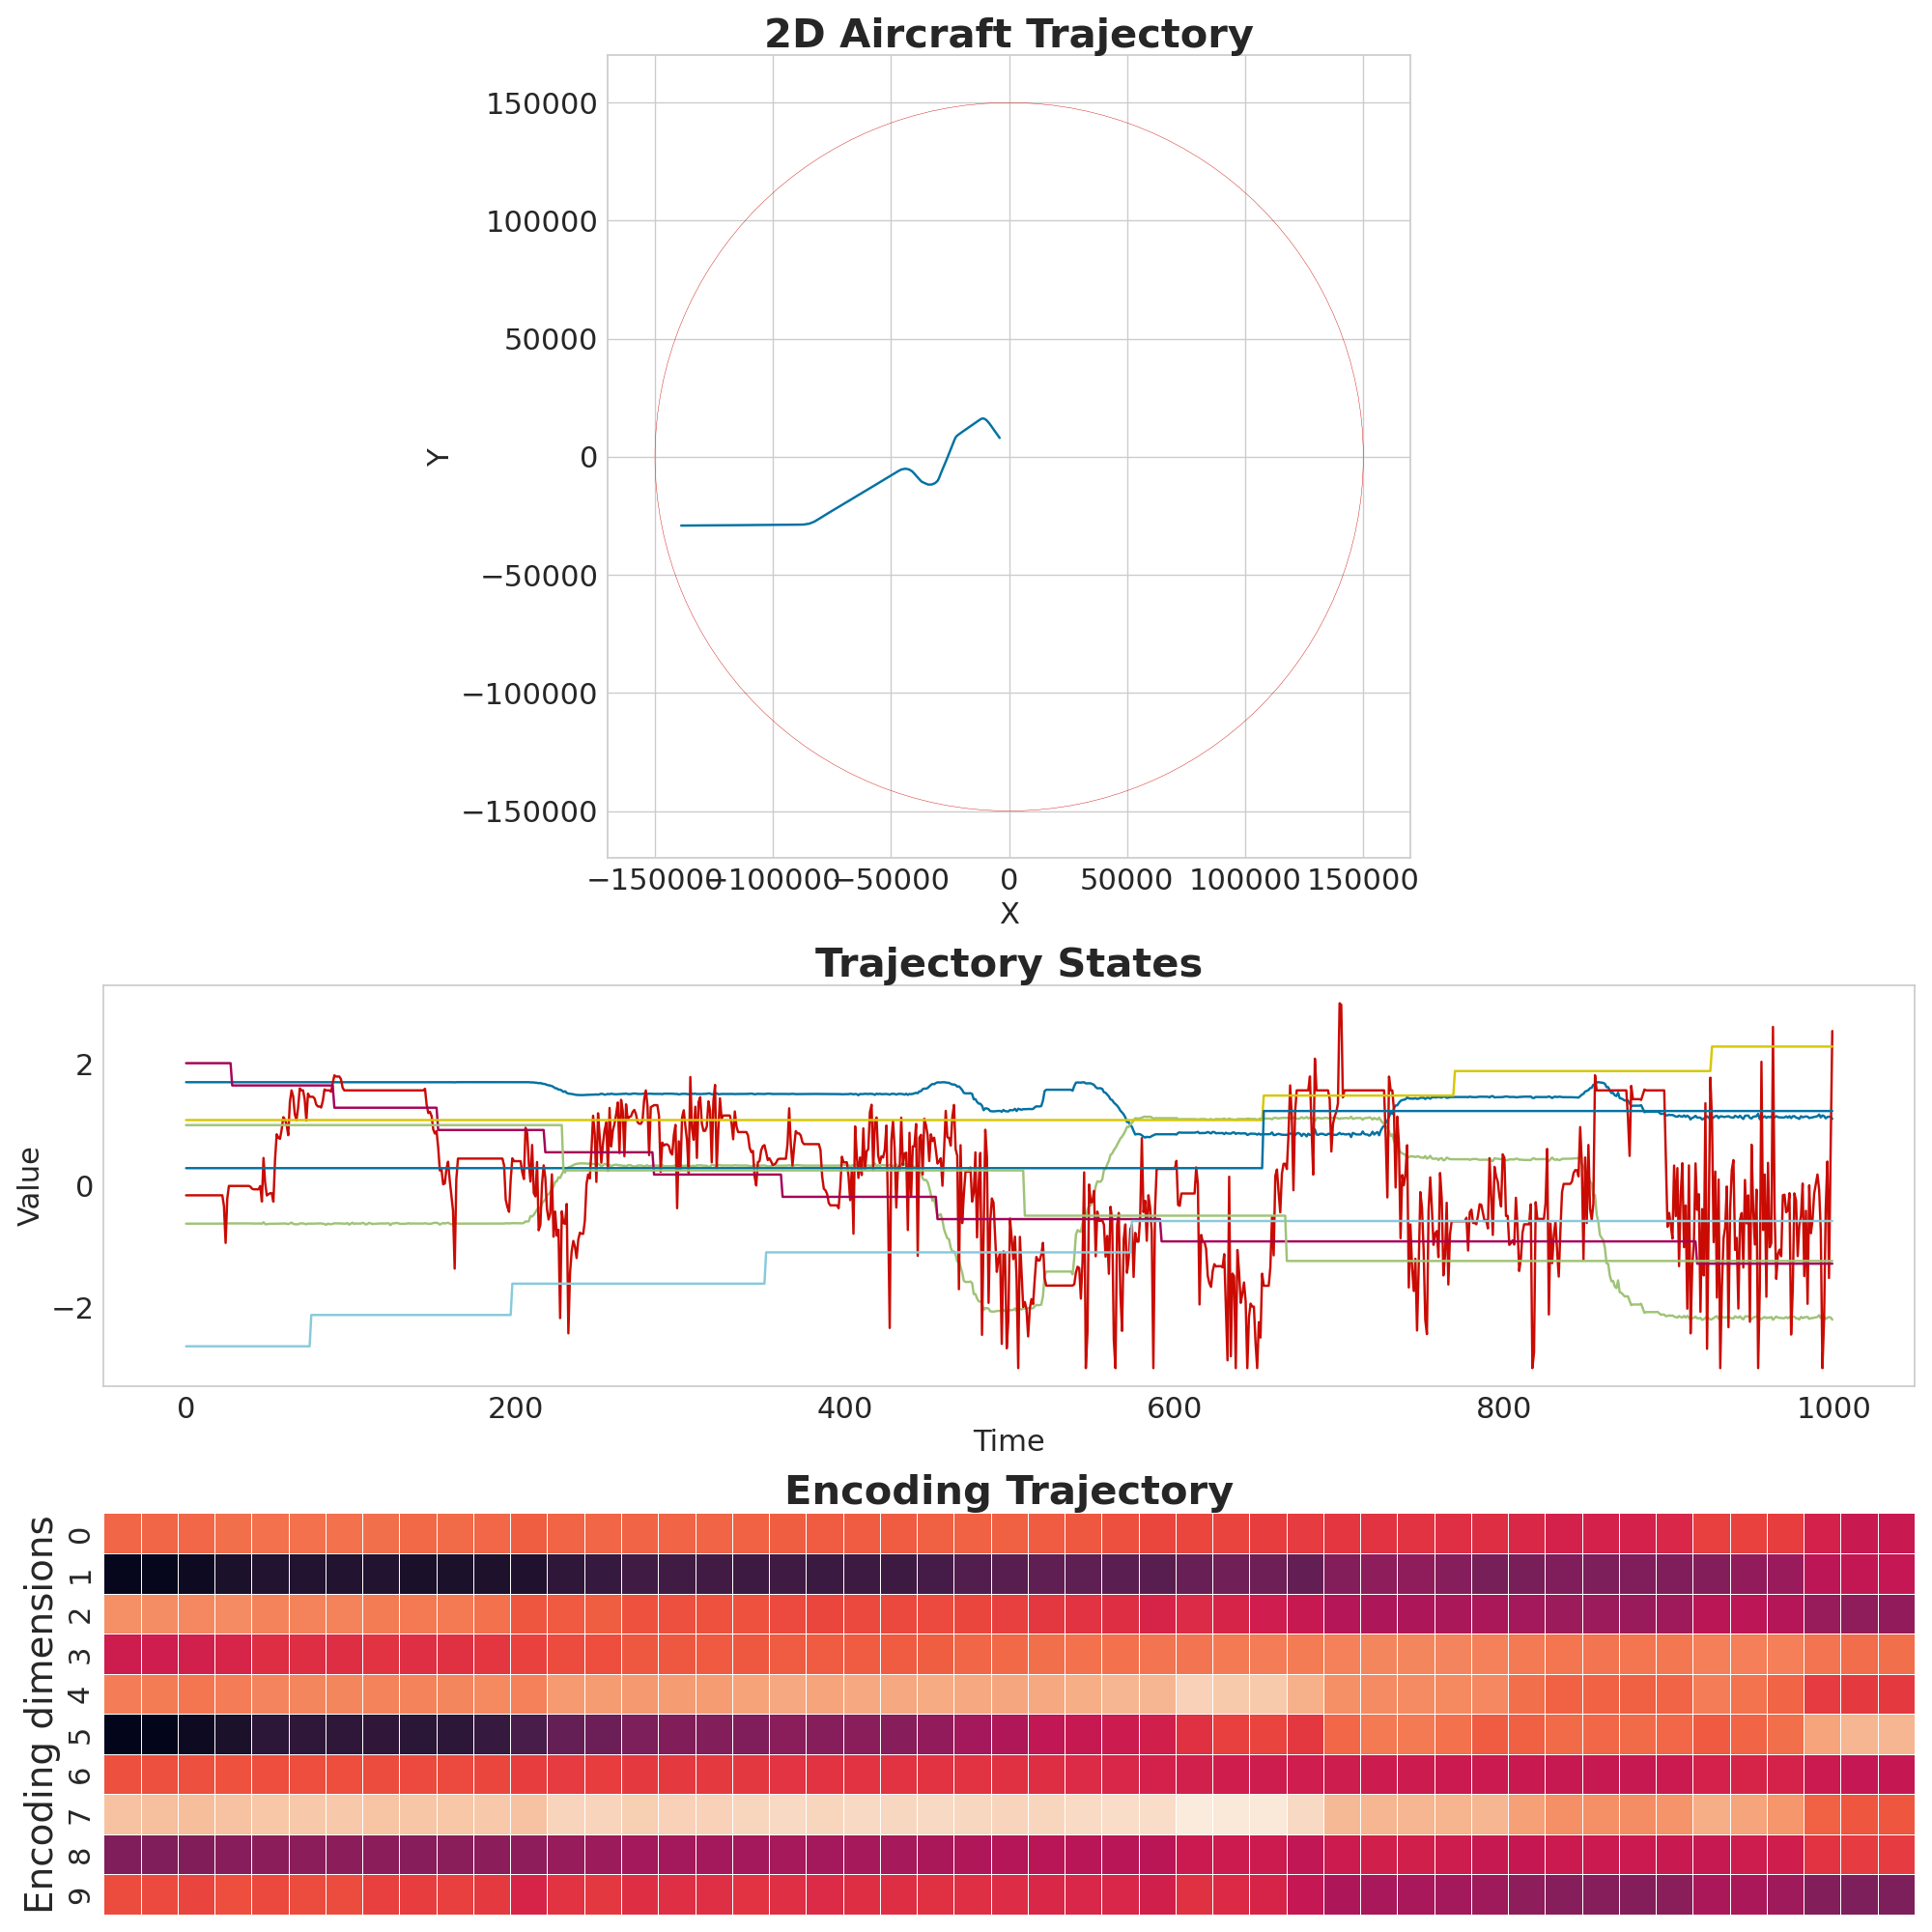 2D Aircraft Trajectory
150000
100000
50000
0
−50000
−100000
−150000
Y
−150000 −100000 −50000 0 50000 100000 150000
X
Trajectory States
2
0
−2
Value
0 200 400 600 800 1000
Time
Encoding Trajectory
Encoding dimensions
0
1
2
3
4
5
6
7
8
9